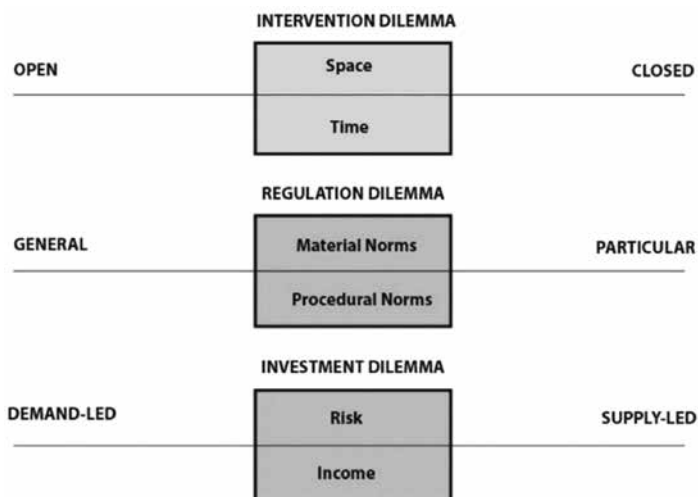 INTERVENTION DILEMMA
OPEN
Space
CLOSED
Time
REGULATION DILEMMA
GENERAL
Material Norms
PARTICULAR
Procedural Norms
INVESTMENT DILEMMA
DEMAND-LED
Risk
SUPPLY-LED
Income